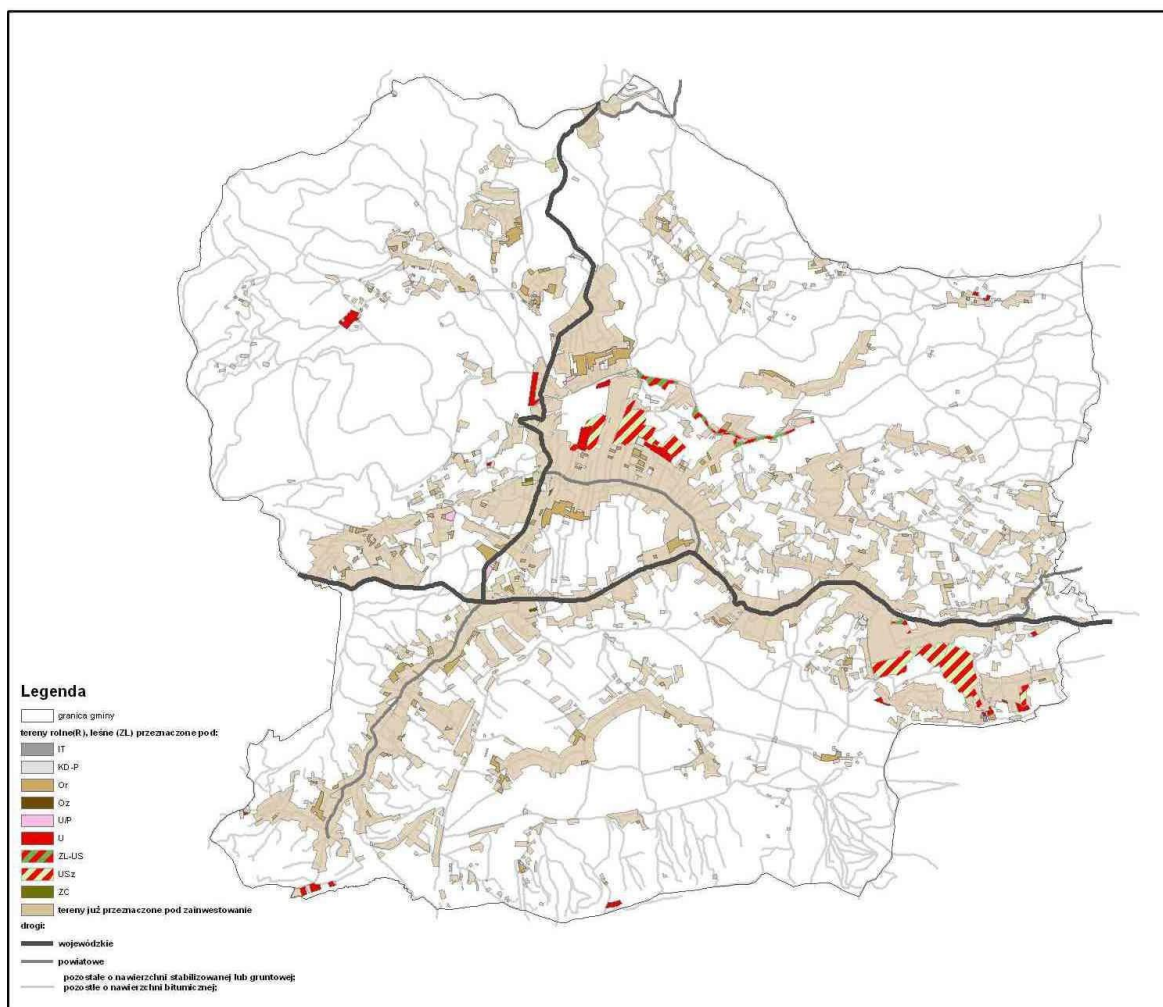 Legenda
granica gminy
tereny rolne(R), leśne (ZL) przeznaczone pod:
IT
KD-P
Or
Oz
U/P
U
ZL-US
USz
ZC
tereny już przeznaczone pod zainwestowanie
drogi:
wojewódzkie
powiatowe
pozostałe o nawierzchni stabilizowanej lub gruntowej;
pozostłe o nawierzchni bitumicznej;